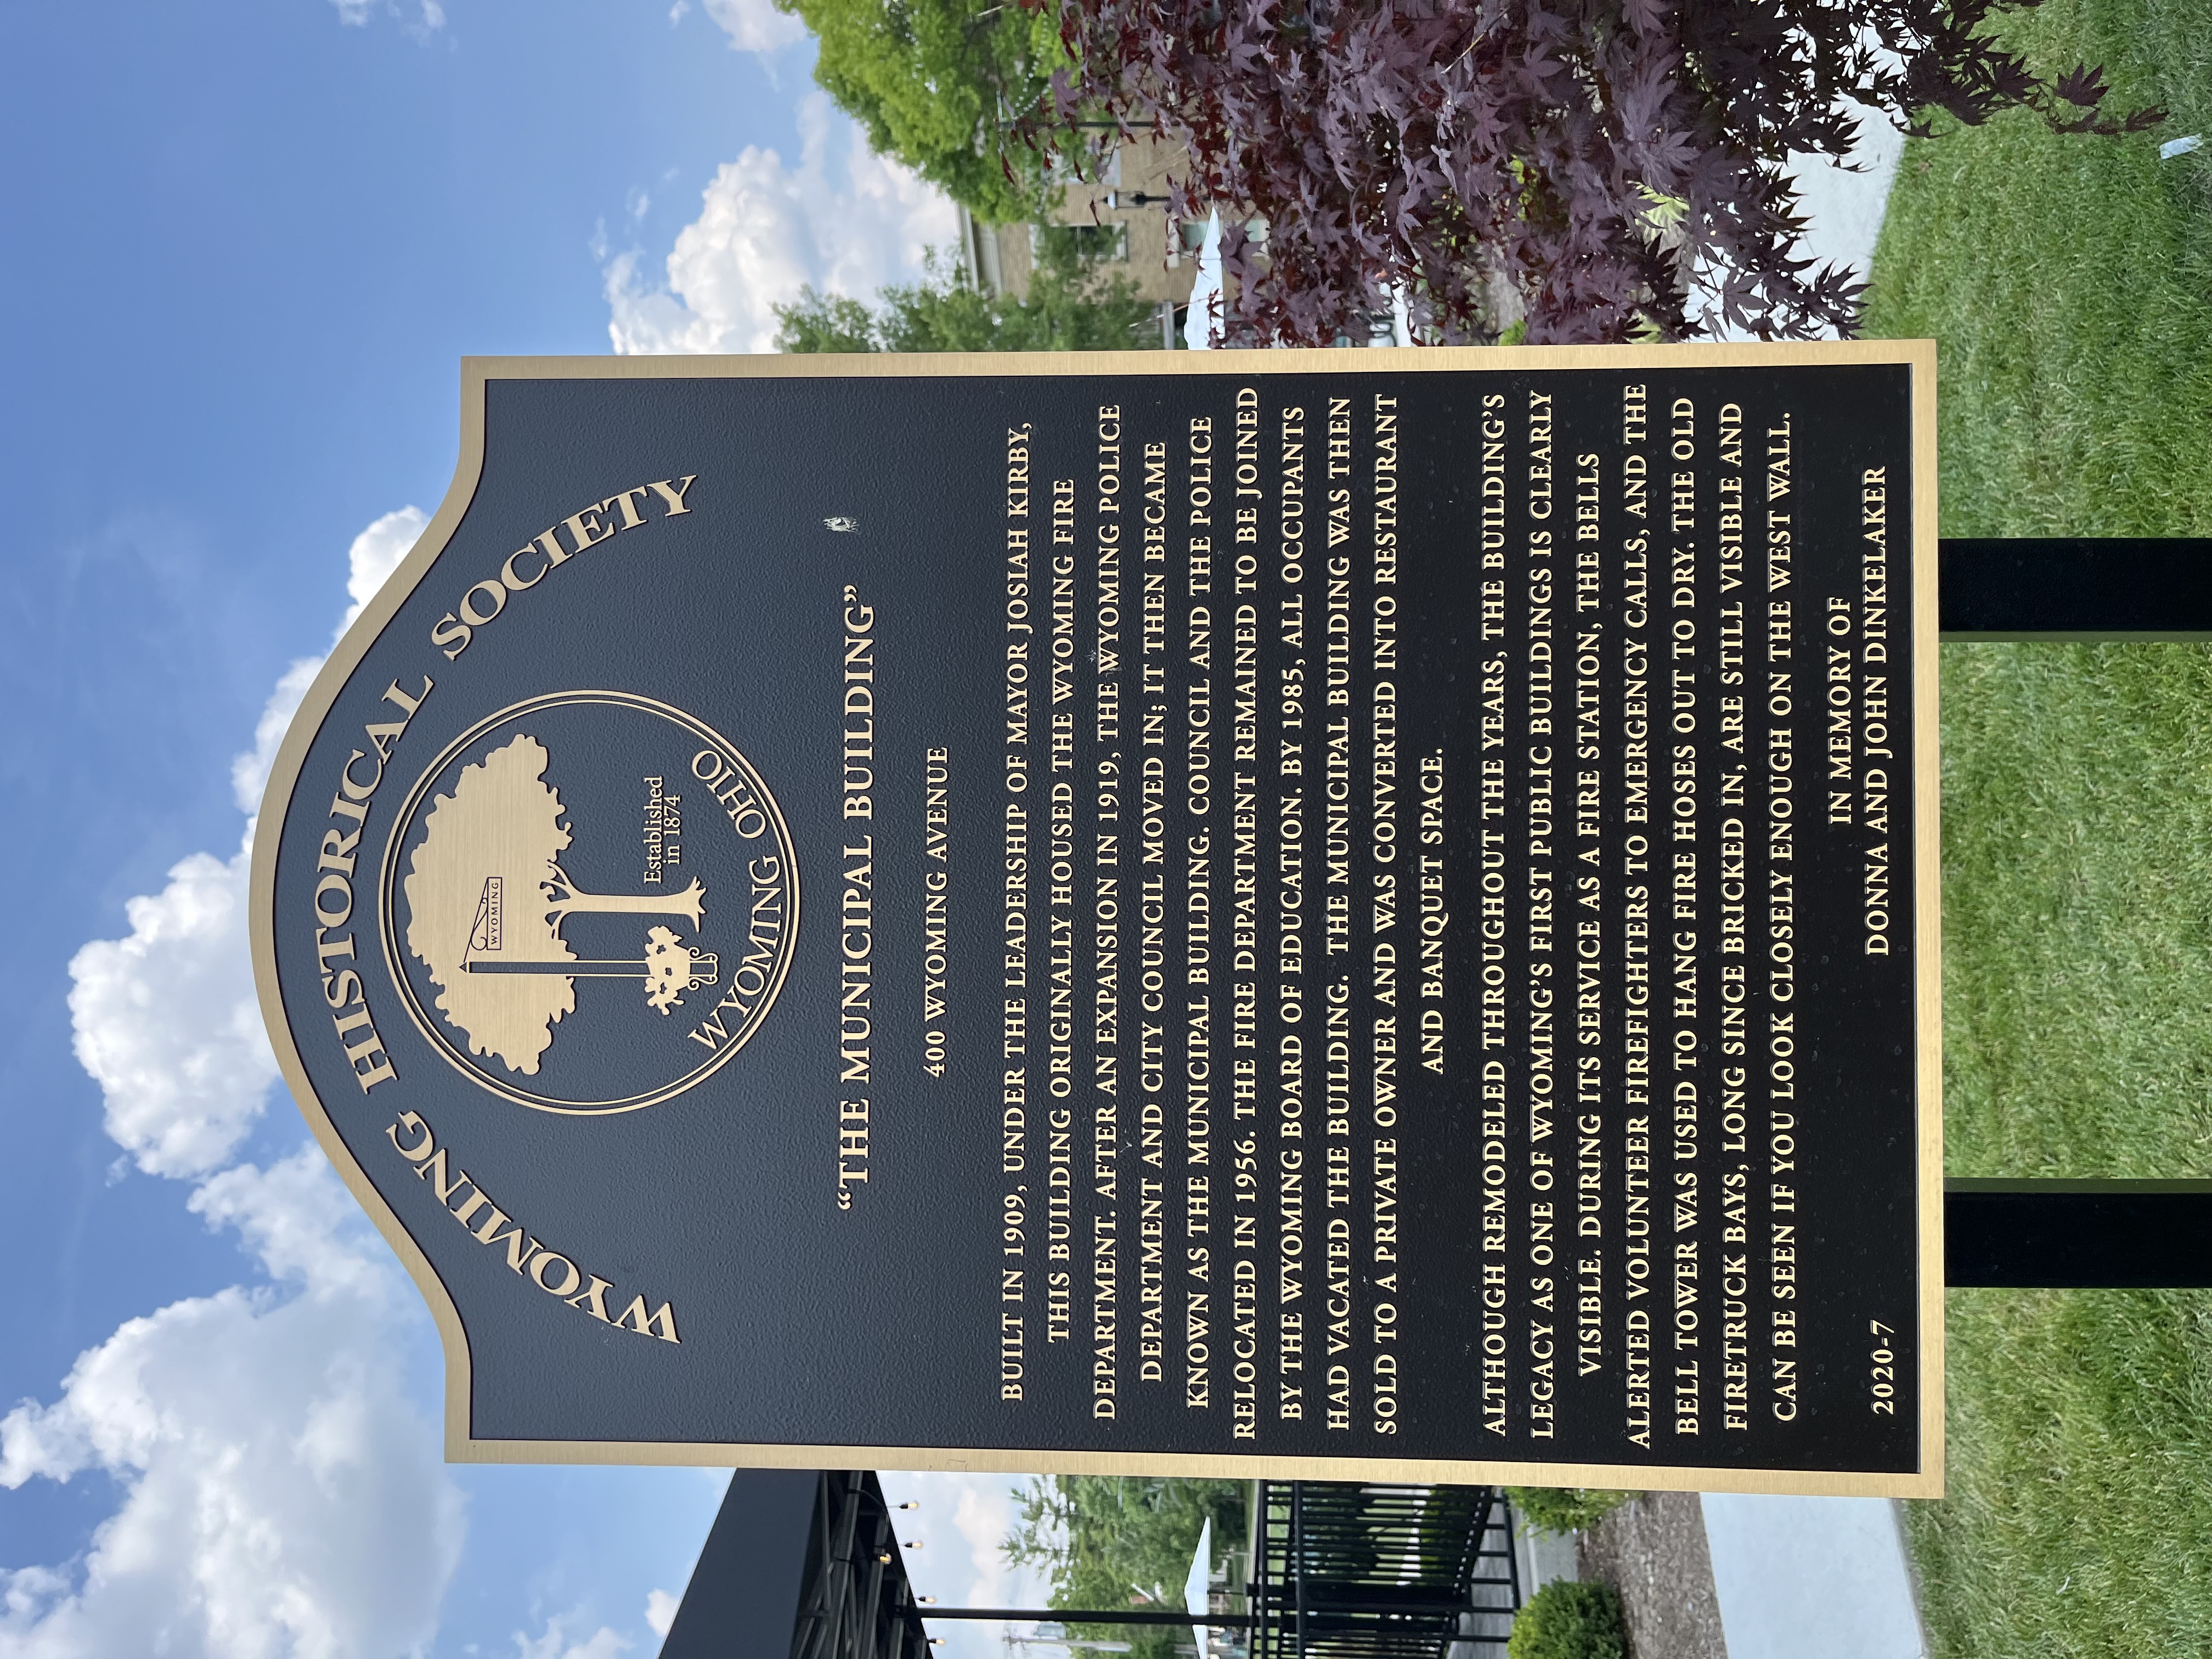 WYOMING HISTORICAL SOCIETY
WYOMING
Established
in 1874
WYOMING OHIO
“THE MUNICIPAL BUILDING”
400 WYOMING AVENUE
BUILT IN 1909, UNDER THE LEADERSHIP OF MAYOR JOSIAH KIRBY,
THIS BUILDING ORIGINALLY HOUSED THE WYOMING FIRE
DEPARTMENT. AFTER AN EXPANSION IN 1919, THE WYOMING POLICE
DEPARTMENT AND CITY COUNCIL MOVED IN; IT THEN BECAME
KNOWN AS THE MUNICIPAL BUILDING. COUNCIL AND THE POLICE
RELOCATED IN 1956. THE FIRE DEPARTMENT REMAINED TO BE JOINED
BY THE WYOMING BOARD OF EDUCATION. BY 1985, ALL OCCUPANTS
HAD VACATED THE BUILDING. THE MUNICIPAL BUILDING WAS THEN
SOLD TO A PRIVATE OWNER AND WAS CONVERTED INTO RESTAURANT
AND BANQUET SPACE.
ALTHOUGH REMODELED THROUGHOUT THE YEARS, THE BUILDING’S
LEGACY AS ONE OF WYOMING’S FIRST PUBLIC BUILDINGS IS CLEARLY
VISIBLE. DURING ITS SERVICE AS A FIRE STATION, THE BELLS
ALERTED VOLUNTEER FIREFIGHTERS TO EMERGENCY CALLS, AND THE
BELL TOWER WAS USED TO HANG FIRE HOSES OUT TO DRY. THE OLD
FIRETRUCK BAYS, LONG SINCE BRICKED IN, ARE STILL VISIBLE AND
CAN BE SEEN IF YOU LOOK CLOSELY ENOUGH ON THE WEST WALL.
IN MEMORY OF
DONNA AND JOHN DINKELAKER
2020-7